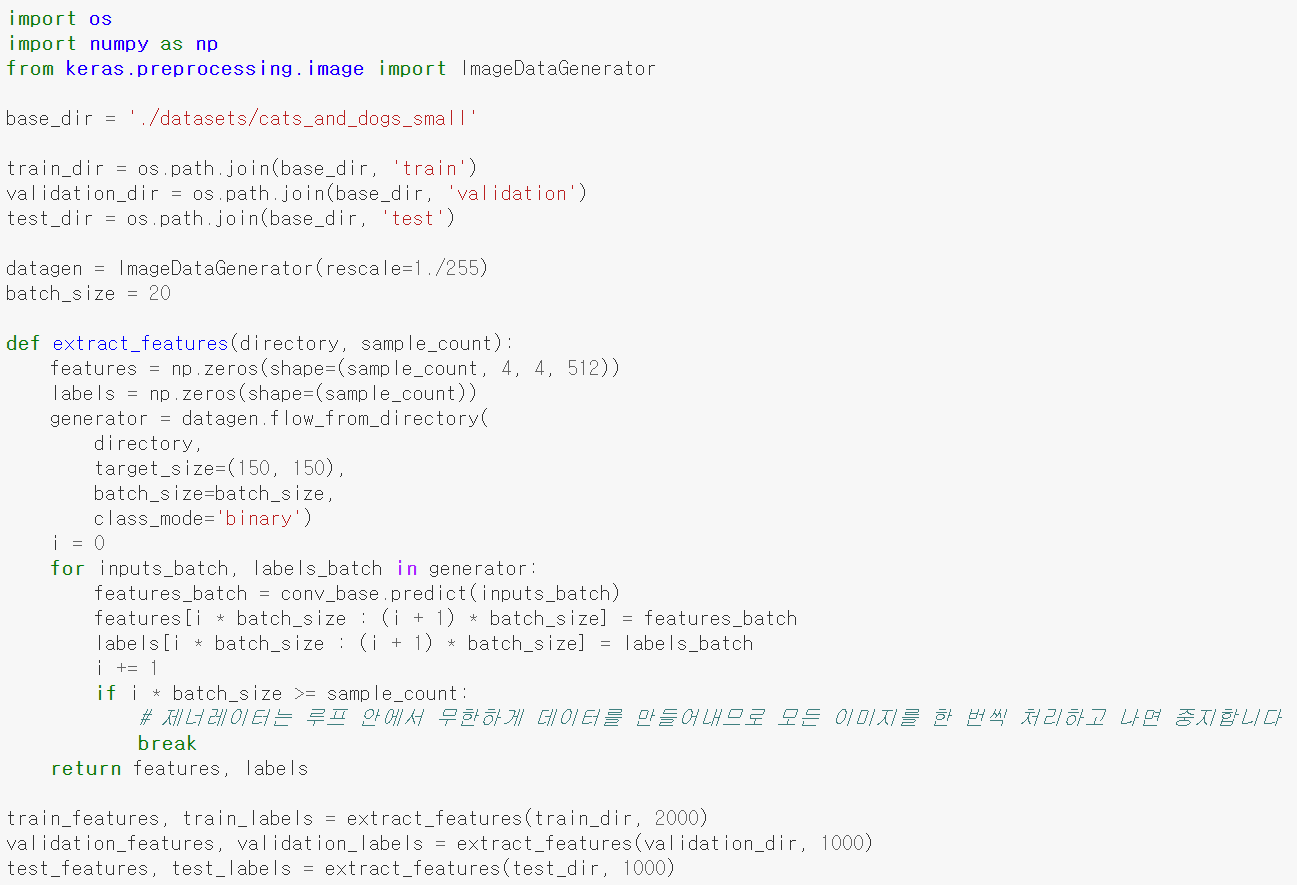 import os
import numpy as np
from keras.preprocessing.image import ImageDataGenerator

base_dir = './datasets/cats_and_dogs_small'

train_dir = os.path.join(base_dir, 'train')
validation_dir = os.path.join(base_dir, 'validation')
test_dir = os.path.join(base_dir, 'test')

datagen = ImageDataGenerator(rescale=1./255)
batch_size = 20

def extract_features(directory, sample_count):
    features = np.zeros(shape=(sample_count, 4, 4, 512))
    labels = np.zeros(shape=(sample_count))
    generator = datagen.flow_from_directory(
        directory,
        target_size=(150, 150),
        batch_size=batch_size,
        class_mode='binary')
    i = 0
    for inputs_batch, labels_batch in generator:
        features_batch = conv_base.predict(inputs_batch)
        features[i * batch_size : (i + 1) * batch_size] = features_batch
        labels[i * batch_size : (i + 1) * batch_size] = labels_batch
        i += 1
        if i * batch_size >= sample_count:
            # 제너레이터는 루프 안에서 무한하게 데이터를 만들어내므로 모든 이미지를 한 번씩 처리하고 나면 중지합니다
            break
    return features, labels

train_features, train_labels = extract_features(train_dir, 2000)
validation_features, validation_labels = extract_features(validation_dir, 1000)
test_features, test_labels = extract_features(test_dir, 1000)